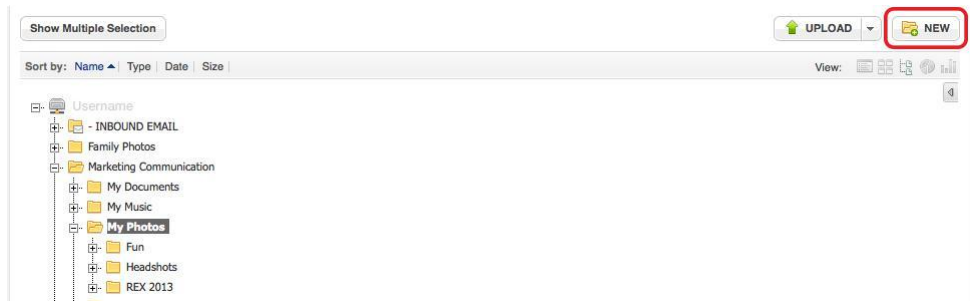 Show Multiple Selection UPLOAD NEW
Sort by: Name Type Date Size View:
Username
- INBOUND EMAIL
Family Photos
Marketing Communication
My Documents
My Music
My Photos
Fun
Headshots
REX 2013